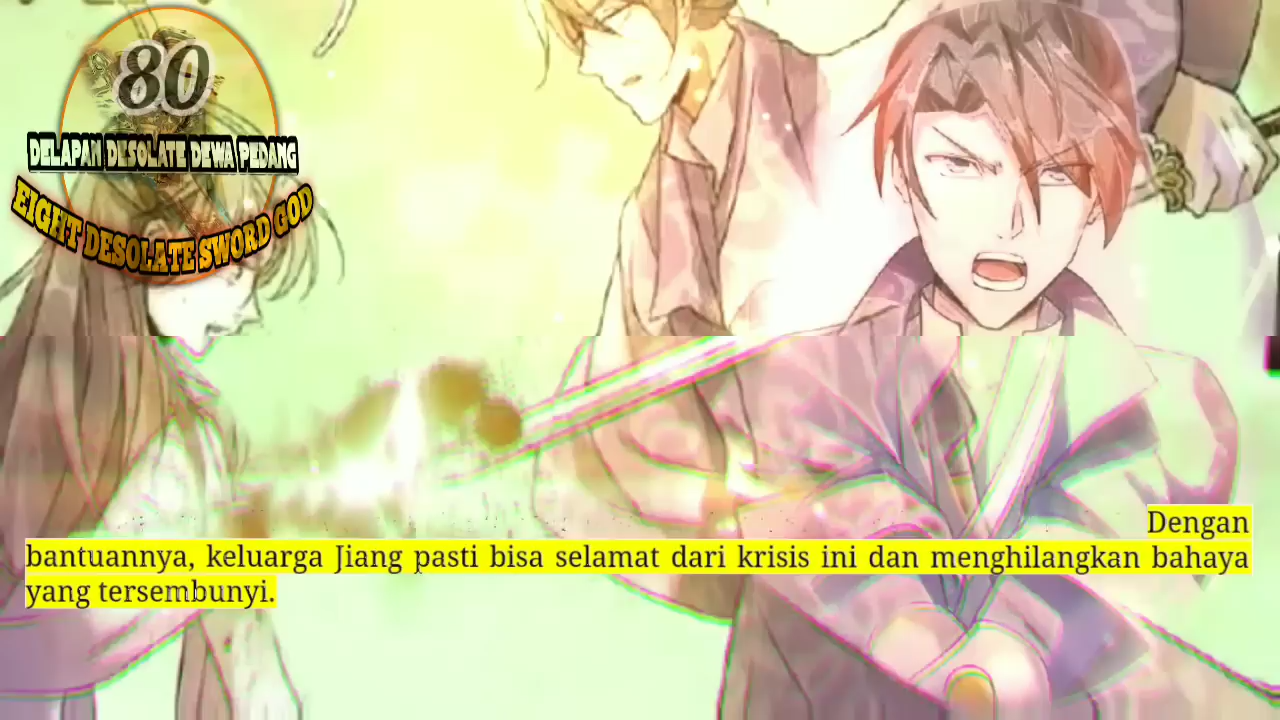 80
DELAPAN DESOLATE DEWA PEDANG
EIGHT DESOLATE SWORD GOD
Dengan
bantuannya, keluarga Jiang pasti bisa selamat dari krisis ini dan menghilangkan bahaya
yang tersembunyi.